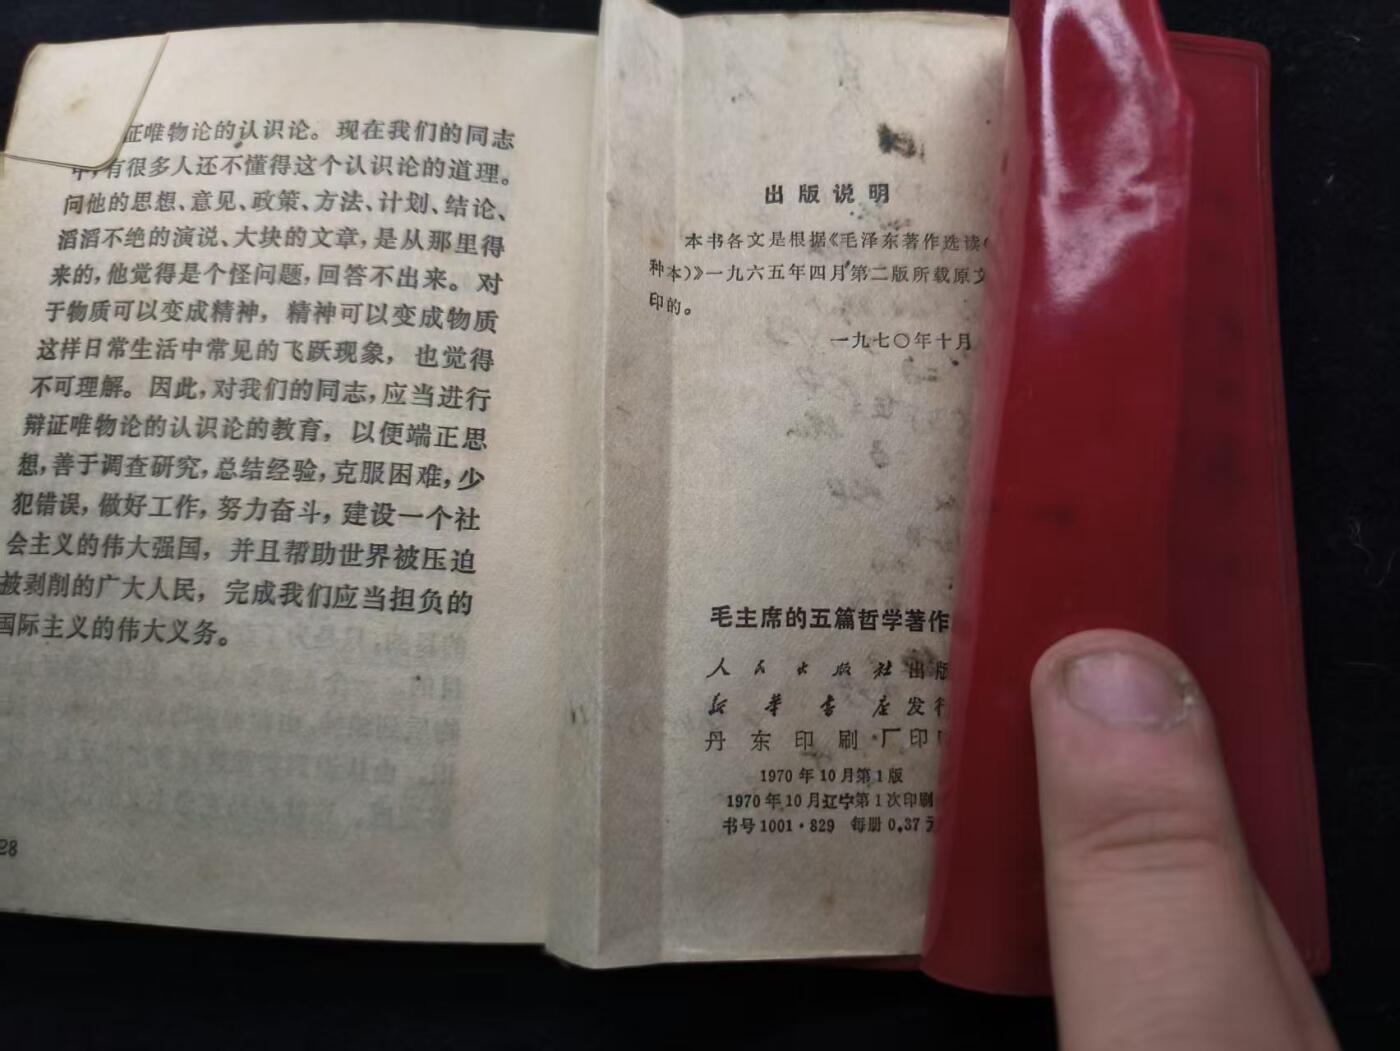 证唯物论的认识论。现在我们的同志
中,有很多人还不懂得这个认识论的道理。
问他的思想、意见、政策、方法、计划、结论、
滔滔不绝的演说、大块的文章,是从那里得
来的,他觉得是个怪问题,回答不出来。对
于物质可以变成精神,精神可以变成物质
这样日常生活中常见的飞跃现象,也觉得
不可理解。因此,对我们的同志,应当进行
辩证唯物论的认识论的教育,以便端正思
想,善于调查研究,总结经验,克服困难,少
犯错误,做好工作,努力奋斗,建设一个社
会主义的伟大强国,并且帮助世界被压迫
被剥削的广大人民,完成我们应当担负的
国际主义的伟大义务。
28
出版说明
本书各文是根据《毛泽东著作选读(
种本)》一九六五年四月第二版所载原文
印的。
一九七〇年十月
毛主席的五篇哲学著作
人民出版社出版
新华书店发行
丹东印刷厂印
1970年10月第1版
1970年10月辽宁第1次印刷
书号1001·829 每册0.37元